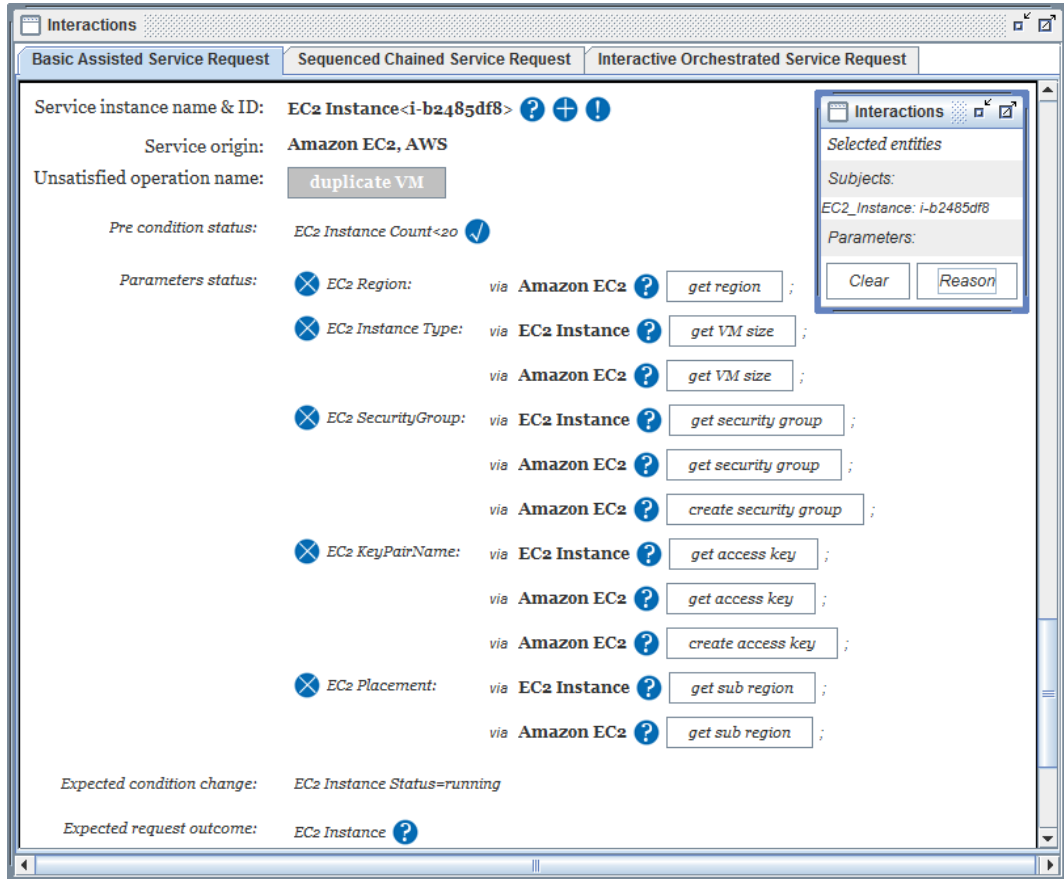 Interactions
Basic Assisted Service Request
Sequenced Chained Service Request
Interactive Orchestrated Service Request
Service instance name & ID: EC2 Instance<i-b2485df8> ? + !
Service origin: Amazon EC2, AWS
Unsatisfied operation name: duplicate VM
Pre condition status: EC2 Instance Count<20
Parameters status: EC2 Region: via Amazon EC2 ? get region ;
EC2 Instance Type: via EC2 Instance ? get VM size ;
via Amazon EC2 ? get VM size ;
EC2 SecurityGroup: via EC2 Instance ? get security group ;
via Amazon EC2 ? get security group ;
via Amazon EC2 ? create security group ;
EC2 KeyPairName: via EC2 Instance ? get access key ;
via Amazon EC2 ? get access key ;
via Amazon EC2 ? create access key ;
EC2 Placement: via EC2 Instance ? get sub region ;
via Amazon EC2 ? get sub region ;
Expected condition change: EC2 Instance Status=running
Expected request outcome: EC2 Instance ?
Interactions
Selected entities
Subjects:
EC2_Instance: i-b2485df8
Parameters:
Clear
Reason